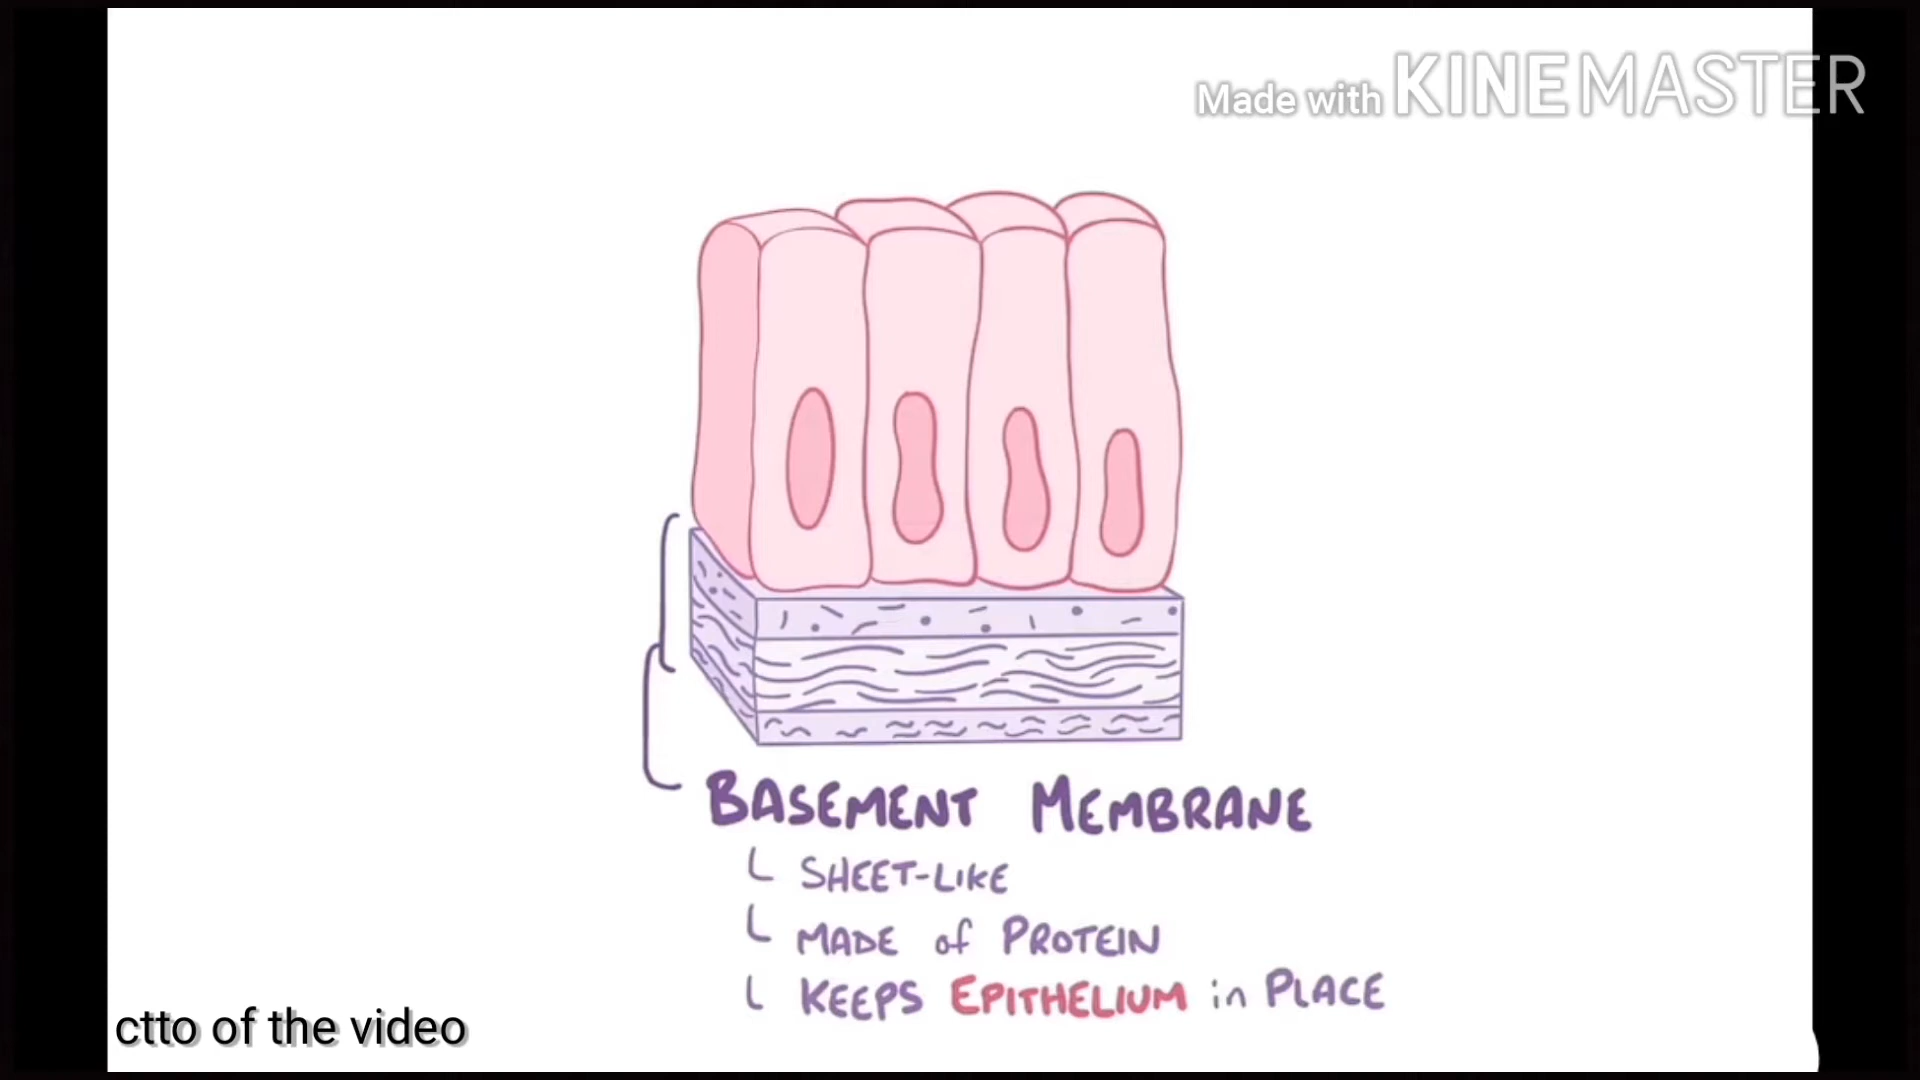 Made with KINEMASTER
BASEMENT MEMBRANE
SHEET-LIKE
MADE of PROTEIN
KEEPS EPITHELIUM in PLACE
ctto of the video